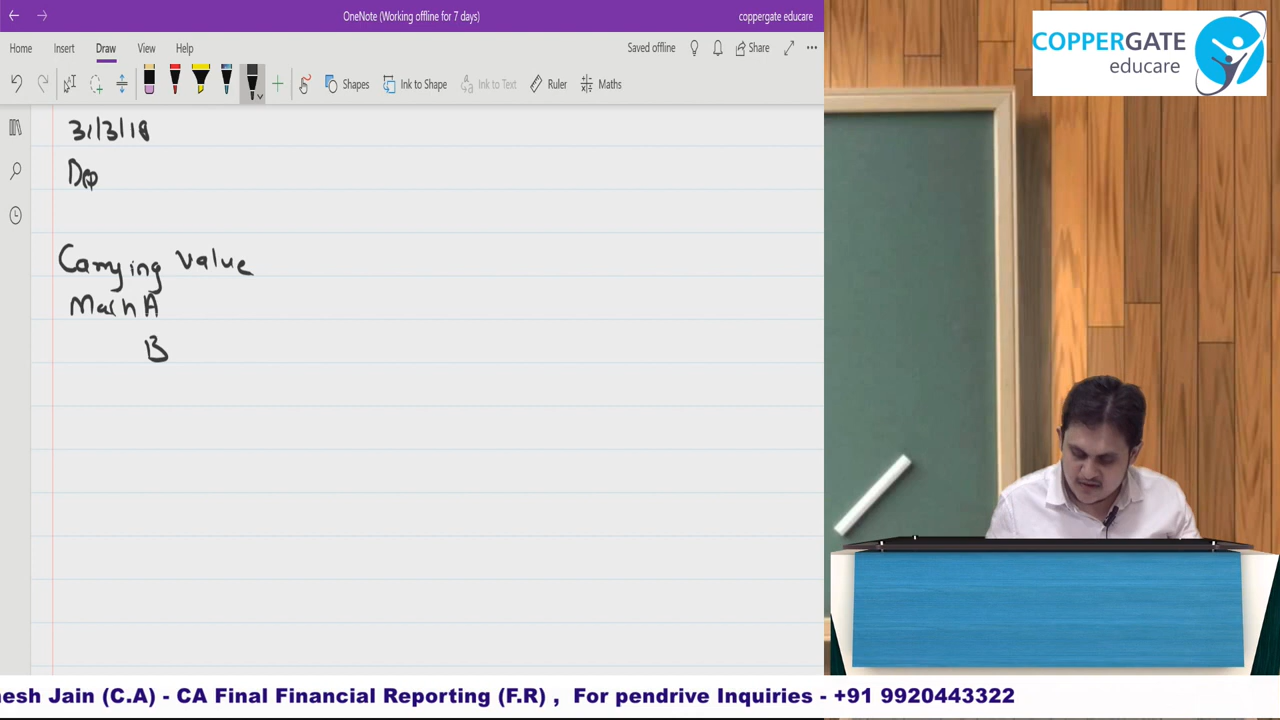 OneNote (Working offline for 7 days)
coppergate educare
Home Insert Draw View Help
Saved offline Share
Shapes Ink to Shape Ink to Text Ruler Maths
COPPERGATE
educare
31/3/18
Dep
Carrying value
Mach A
B
nesh Jain (C.A) - CA Final Financial Reporting (F.R) , For pendrive Inquiries - +91 9920443322